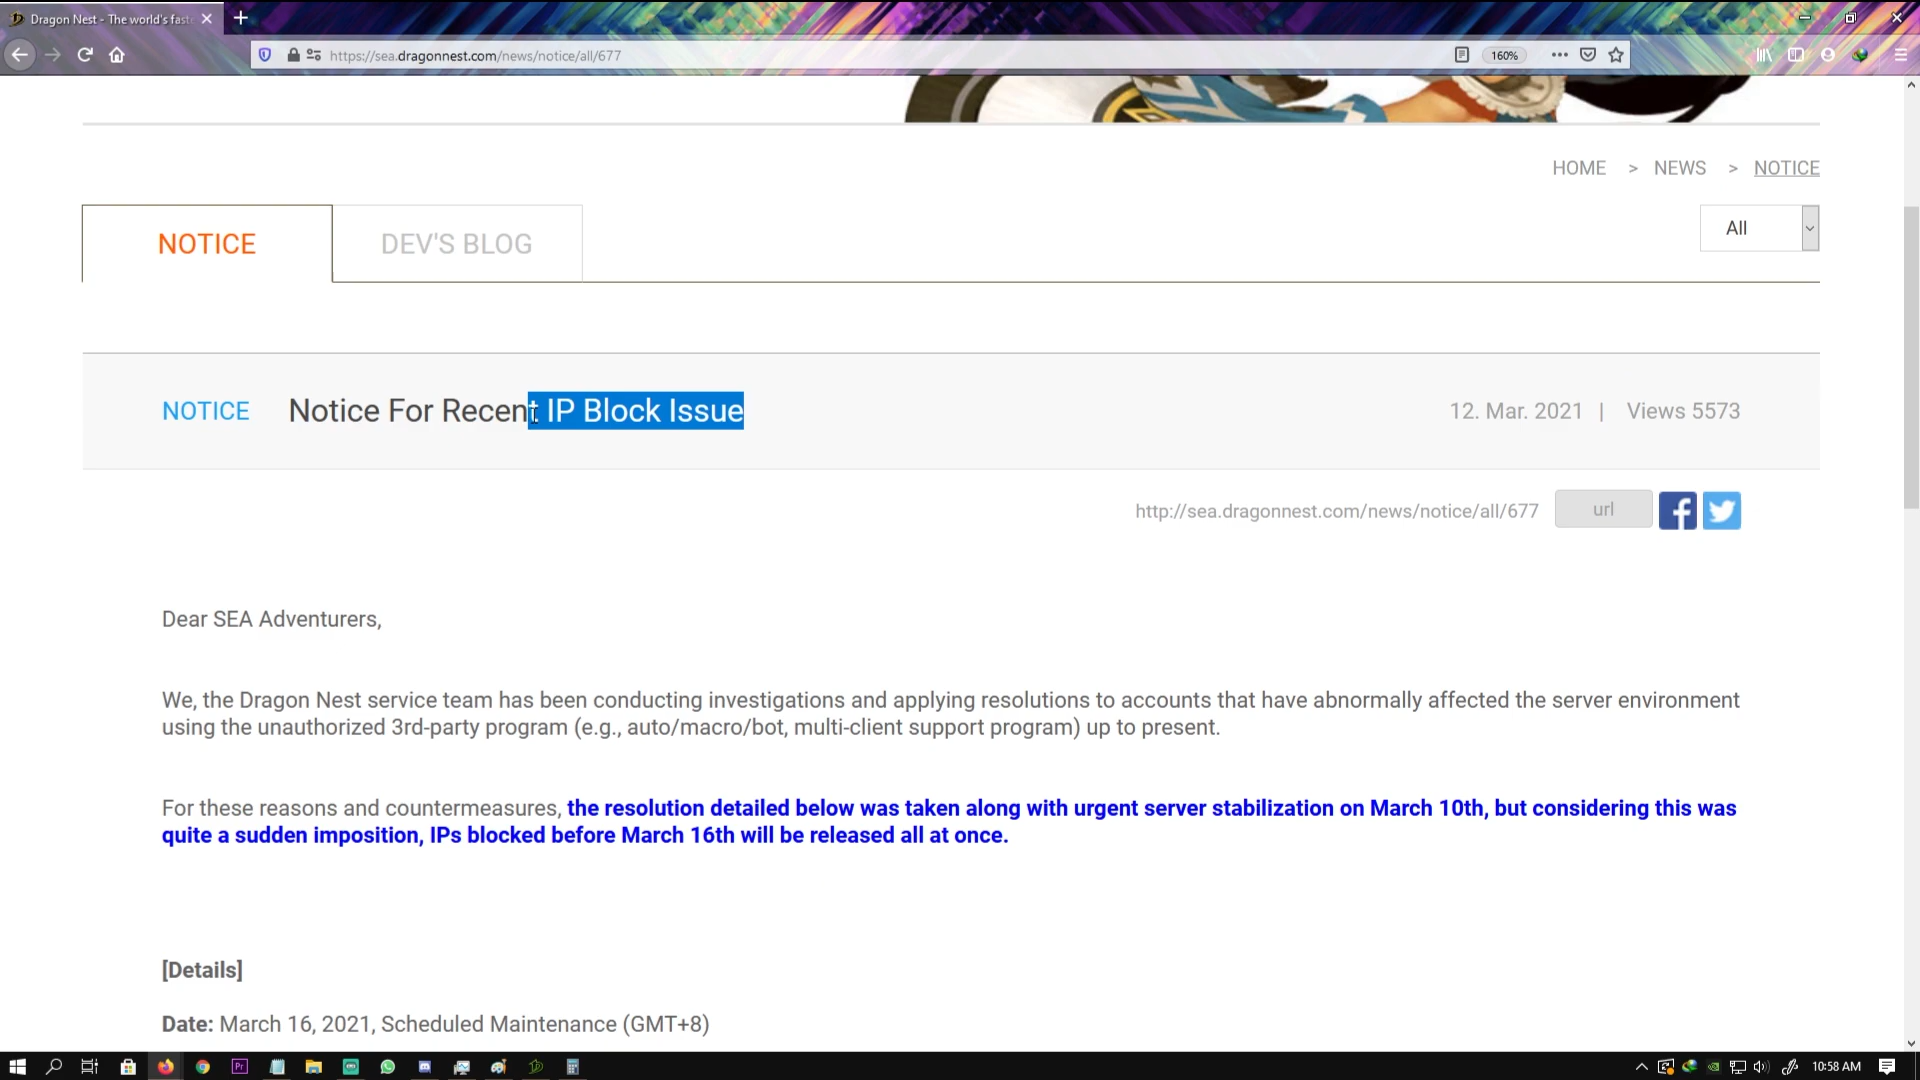 Dragon Nest - The world's faste
https://sea.dragonnest.com/news/notice/all/677
160%
HOME > NEWS > NOTICE
NOTICE
DEV'S BLOG
All
NOTICE
Notice For Recent IP Block Issue
12. Mar. 2021 | Views 5573
http://sea.dragonnest.com/news/notice/all/677
url
Dear SEA Adventurers,
We, the Dragon Nest service team has been conducting investigations and applying resolutions to accounts that have abnormally affected the server environment
using the unauthorized 3rd-party program (e.g., auto/macro/bot, multi-client support program) up to present.
For these reasons and countermeasures, the resolution detailed below was taken along with urgent server stabilization on March 10th, but considering this was
quite a sudden imposition, IPs blocked before March 16th will be released all at once.
[Details]
Date: March 16, 2021, Scheduled Maintenance (GMT+8)
Pr
10:58 AM